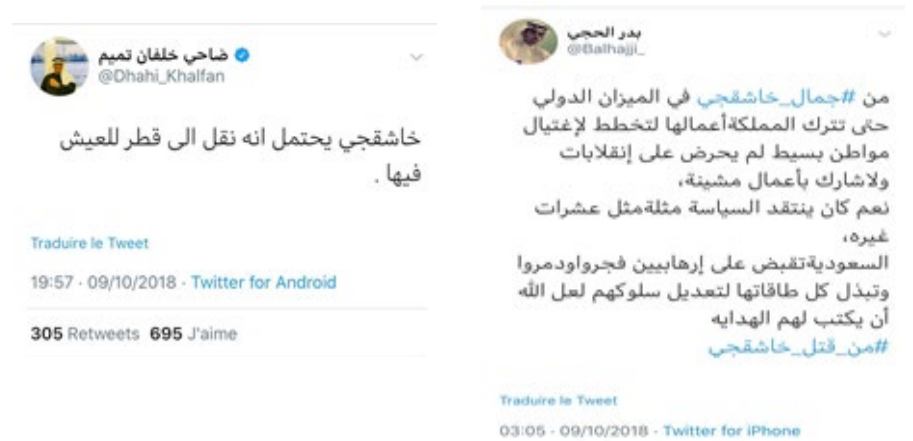 ضاحي خلفان تميم
@Dhahi_Khalfan
خاشقجي يحتمل انه نقل الى قطر للعيش
فيها .
Traduire le Tweet
19:57 · 09/10/2018 · Twitter for Android
305 Retweets 695 J'aime
بدر الحجي
@Balhajji_
من #جمال_خاشقجي في الميزان الدولي
حتى تترك المملكةأعمالها لتخطط لإغتيال
مواطن بسيط لم يحرض على إنقلابات
ولاشارك بأعمال مشينة،
نعم كان ينتقد السياسة مثلةمثل عشرات
غيره،
السعوديةتقبض على إرهابيين فجرواودمروا
وتبذل كل طاقاتها لتعديل سلوكهم لعل الله
أن يكتب لهم الهدايه
#من_قتل_خاشقجي
Traduire le Tweet
03:05 · 09/10/2018 · Twitter for iPhone